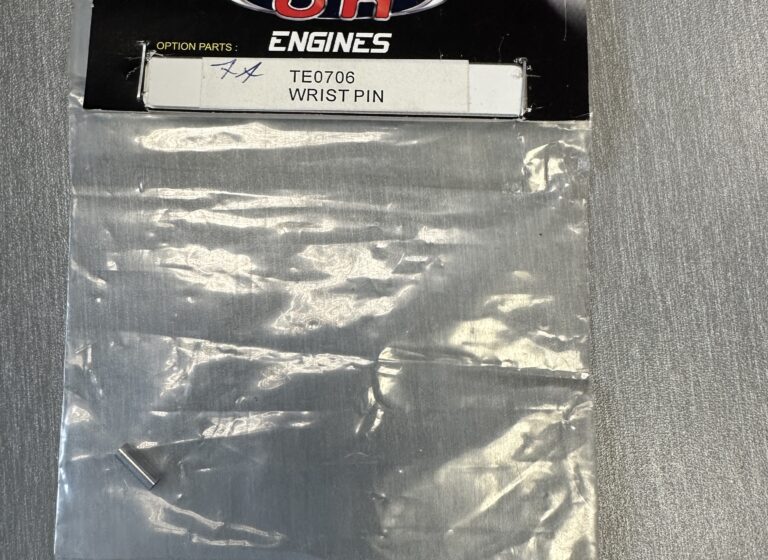 ENGINES
OPTION PARTS :
TE0706
WRIST PIN